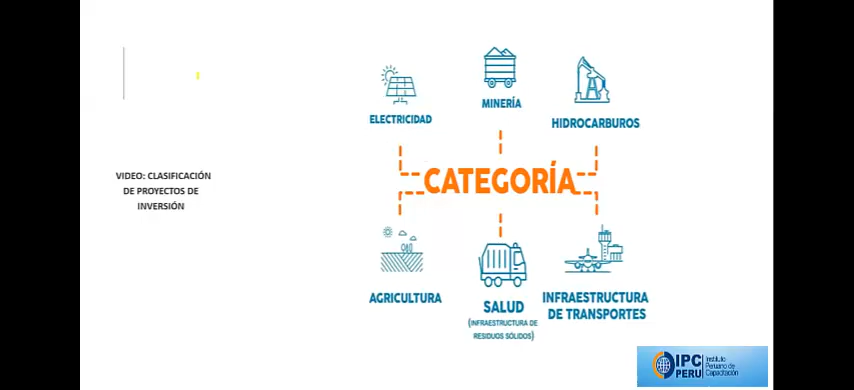 VIDEO: CLASIFICACIÓN
DE PROYECTOS DE
INVERSIÓN
ELECTRICIDAD
MINERÍA
HIDROCARBUROS
CATEGORÍA
AGRICULTURA
SALUD
(INFRAESTRUCTURA DE
RESIDUOS SÓLIDOS)
INFRAESTRUCTURA
DE TRANSPORTES
IPC
PERU
Instituto
Peruano de
Capacitación